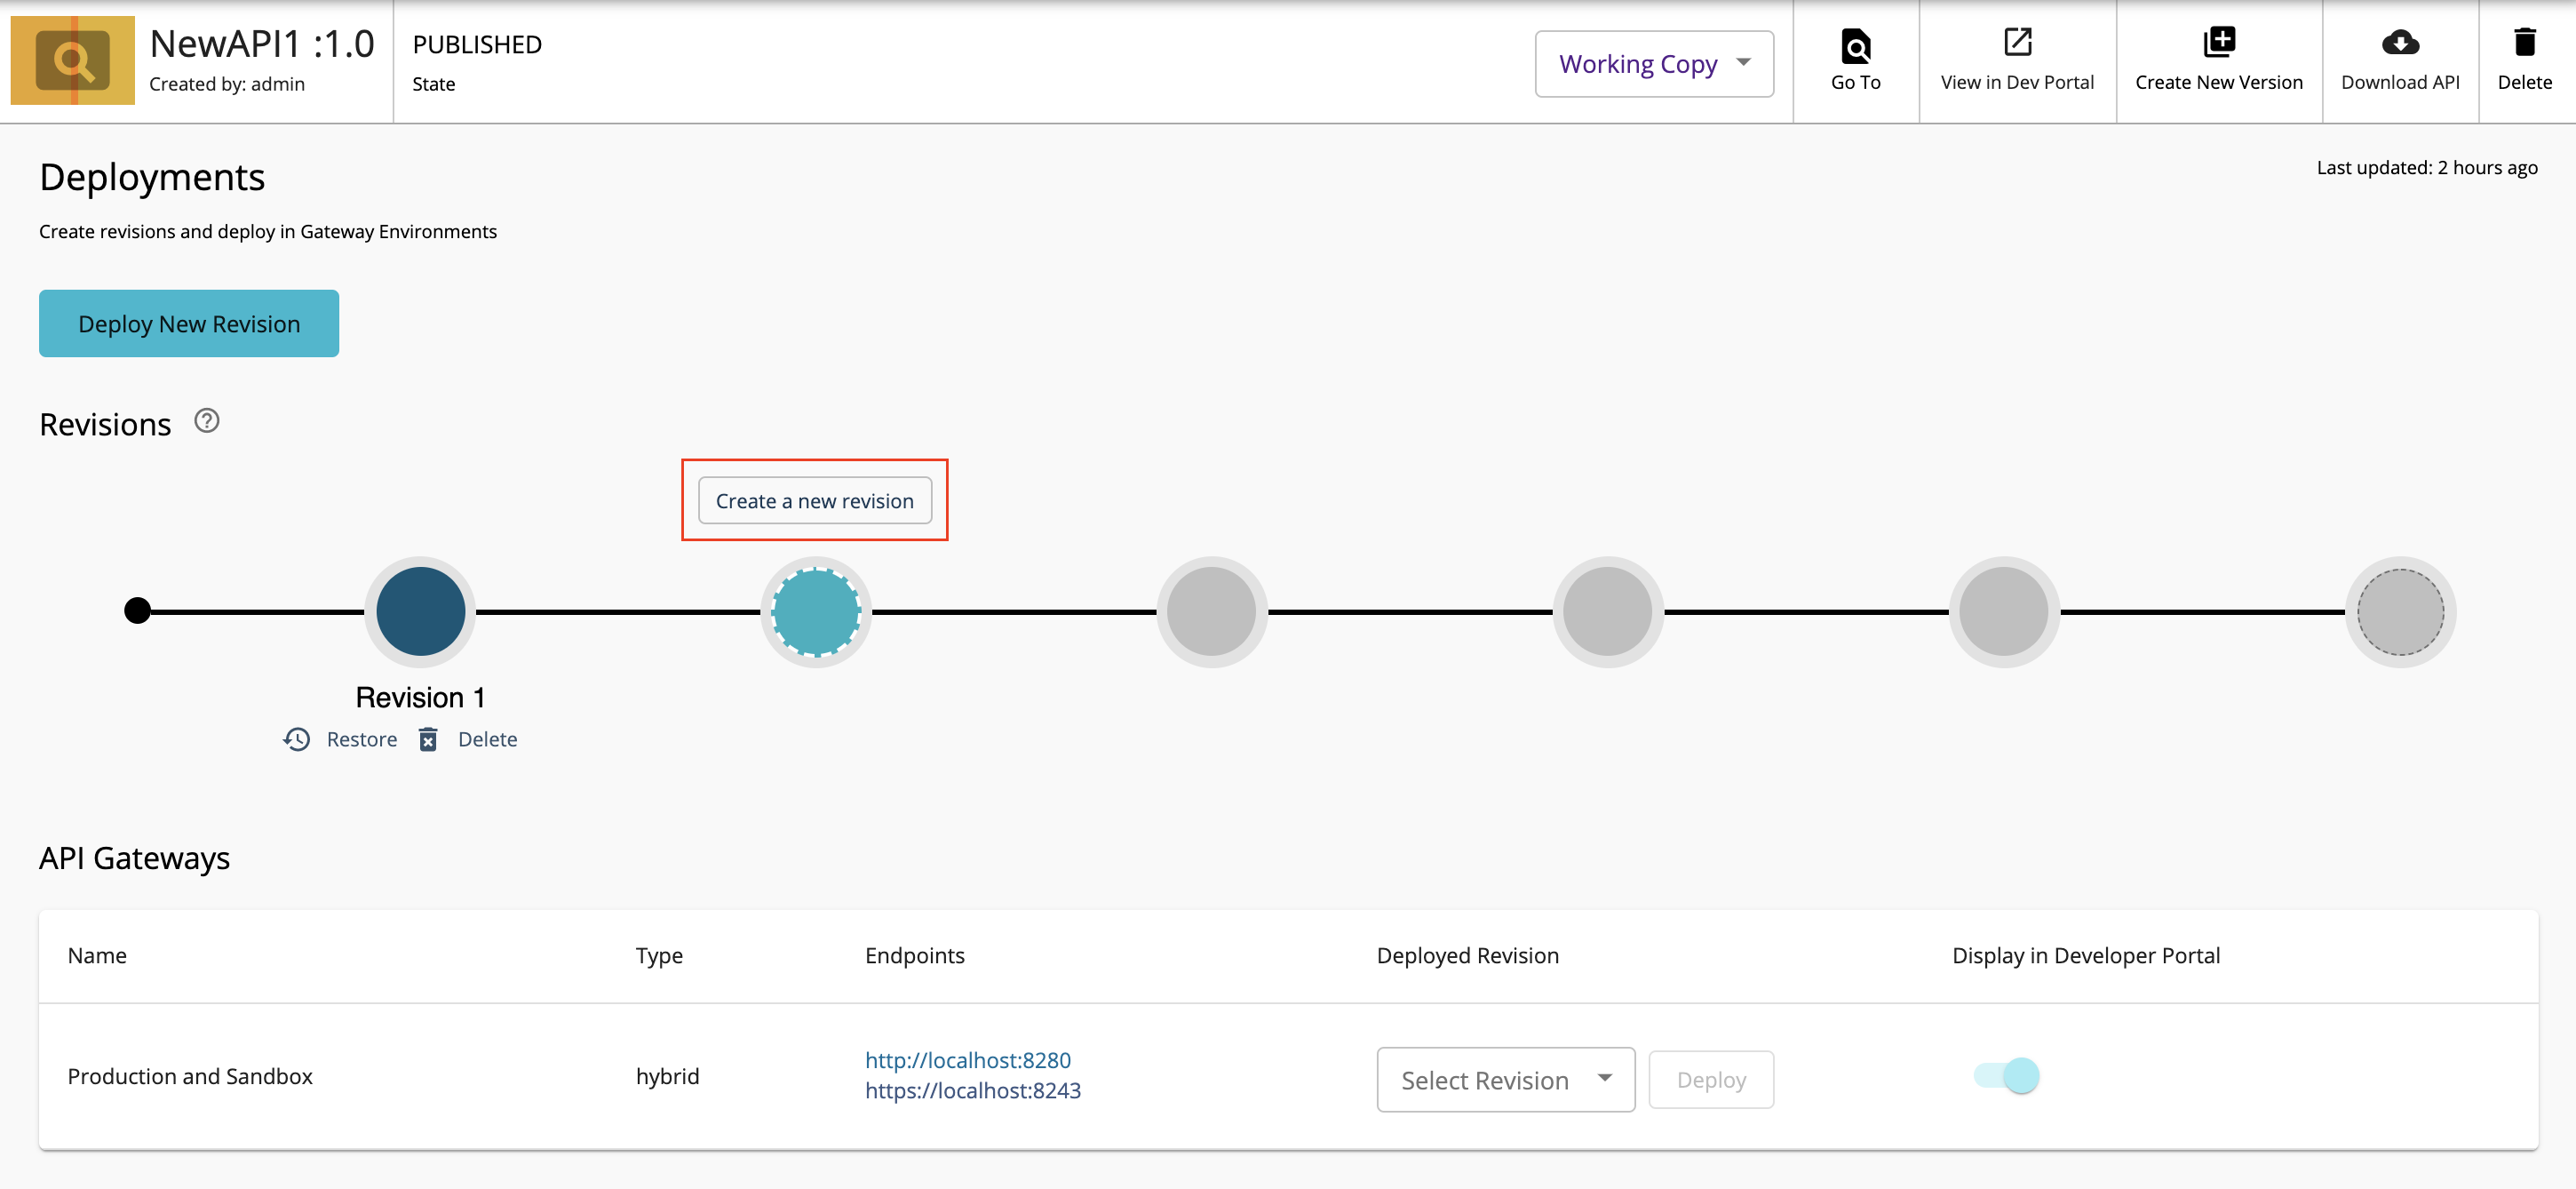 NewAPI1 :1.0
Created by: admin
PUBLISHED
State
Working Copy
Go To
View in Dev Portal
Create New Version
Download API
Delete
Deployments
Last updated: 2 hours ago
Create revisions and deploy in Gateway Environments
Deploy New Revision
Revisions
Create a new revision
Revision 1
Restore
Delete
API Gateways
Name
Type
Endpoints
Deployed Revision
Display in Developer Portal
Production and Sandbox
hybrid
http://localhost:8280
https://localhost:8243
Select Revision
Deploy